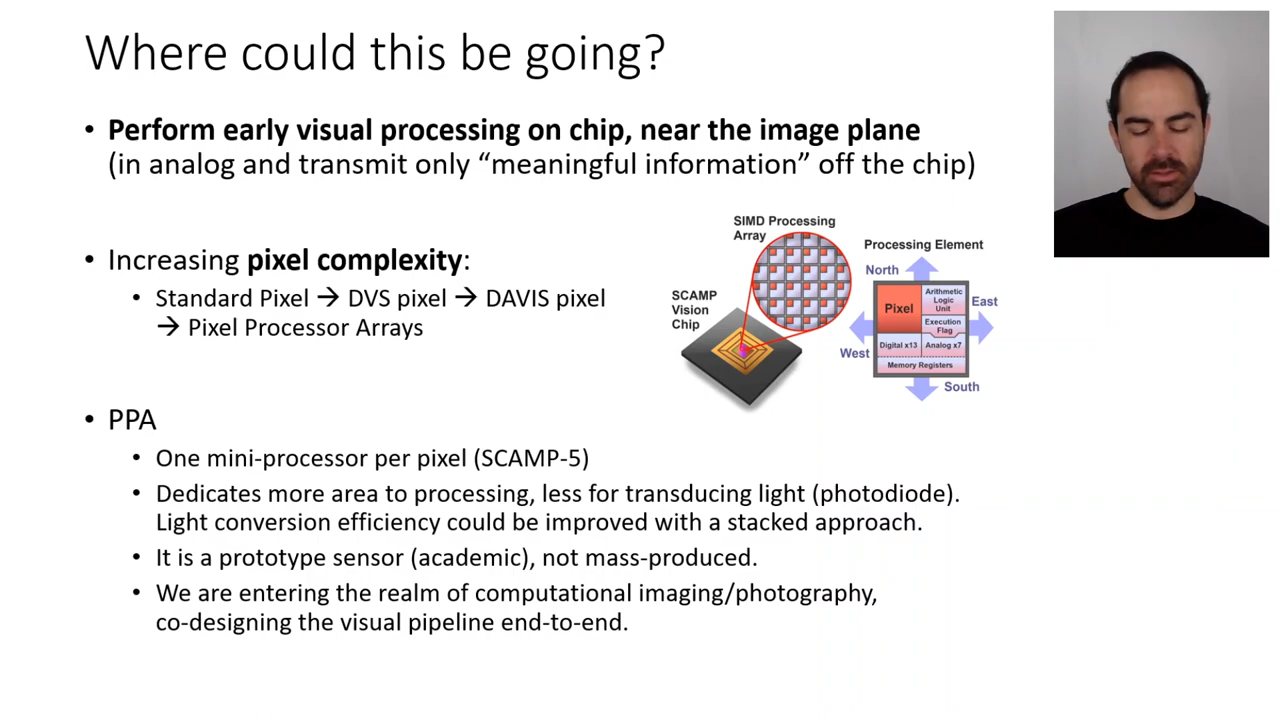 Where could this be going?
• Perform early visual processing on chip, near the image plane
(in analog and transmit only “meaningful information” off the chip)
• Increasing pixel complexity:
• Standard Pixel → DVS pixel → DAVIS pixel
→ Pixel Processor Arrays
SIMD Processing
Array
SCAMP
Vision
Chip
Processing Element
North
Pixel
Arithmetic
Logic
Unit
East
Execution
Flag
West
Digital x13
Analog x7
Memory Registers
South
• PPA
• One mini-processor per pixel (SCAMP-5)
• Dedicates more area to processing, less for transducing light (photodiode).
Light conversion efficiency could be improved with a stacked approach.
• It is a prototype sensor (academic), not mass-produced.
• We are entering the realm of computational imaging/photography,
co-designing the visual pipeline end-to-end.